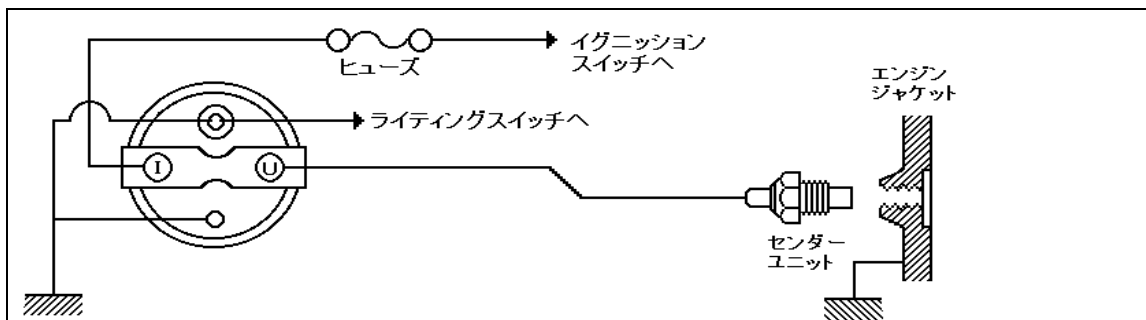 イグニッション
スイッチへ
ヒューズ
エンジン
ジャケット
ライティングスイッチへ
I
U
センダー
ユニット